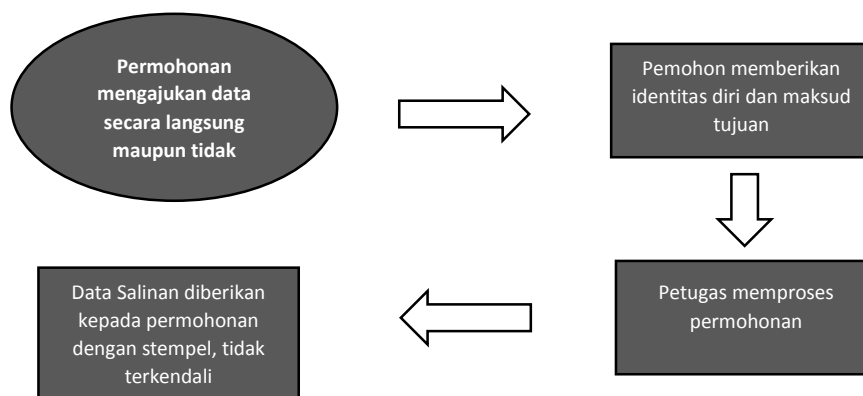 Permohonan
mengajukan data
secara langsung
maupun tidak
Pemohon memberikan
identitas diri dan maksud
tujuan
Petugas memproses
permohonan
Data Salinan diberikan
kepada permohonan
dengan stempel, tidak
terkendali